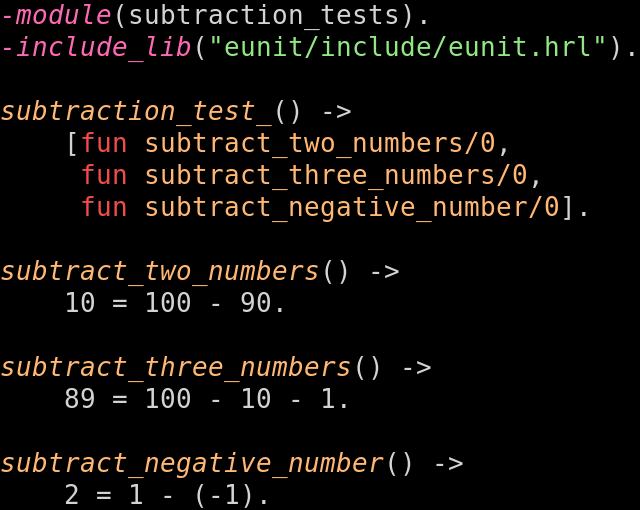 -module(subtraction_tests).
-include_lib("eunit/include/eunit.hrl").

subtraction_test_() ->
    [fun subtract_two_numbers/0,
     fun subtract_three_numbers/0,
     fun subtract_negative_number/0].

subtract_two_numbers() ->
    10 = 100 - 90.

subtract_three_numbers() ->
    89 = 100 - 10 - 1.

subtract_negative_number() ->
    2 = 1 - (-1).